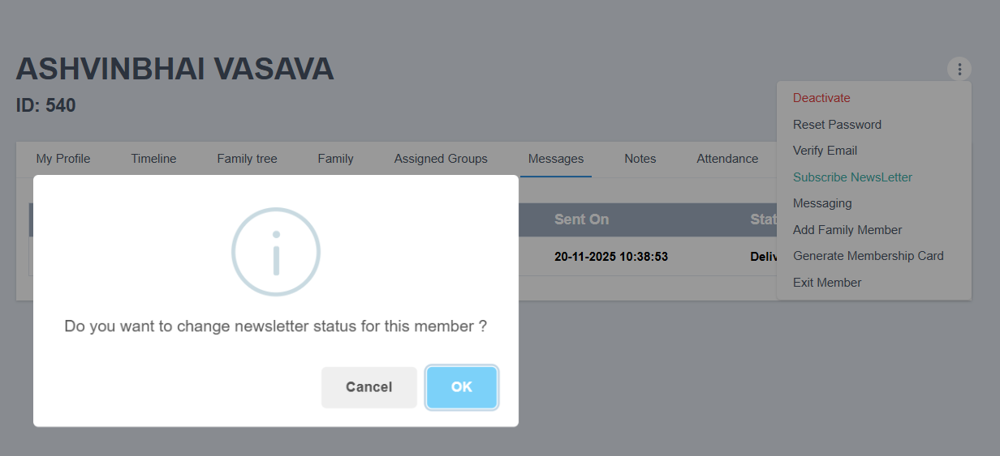 ASHVINBHAI VASAVA
ID: 540
Deactivate
Reset Password
Verify Email
Subscribe NewsLetter
Messaging
Add Family Member
Generate Membership Card
Exit Member
My Profile Timeline Family tree Family Assigned Groups Messages Notes Attendance
Sent On Stat
20-11-2025 10:38:53 Deliv
Do you want to change newsletter status for this member ?
Cancel OK